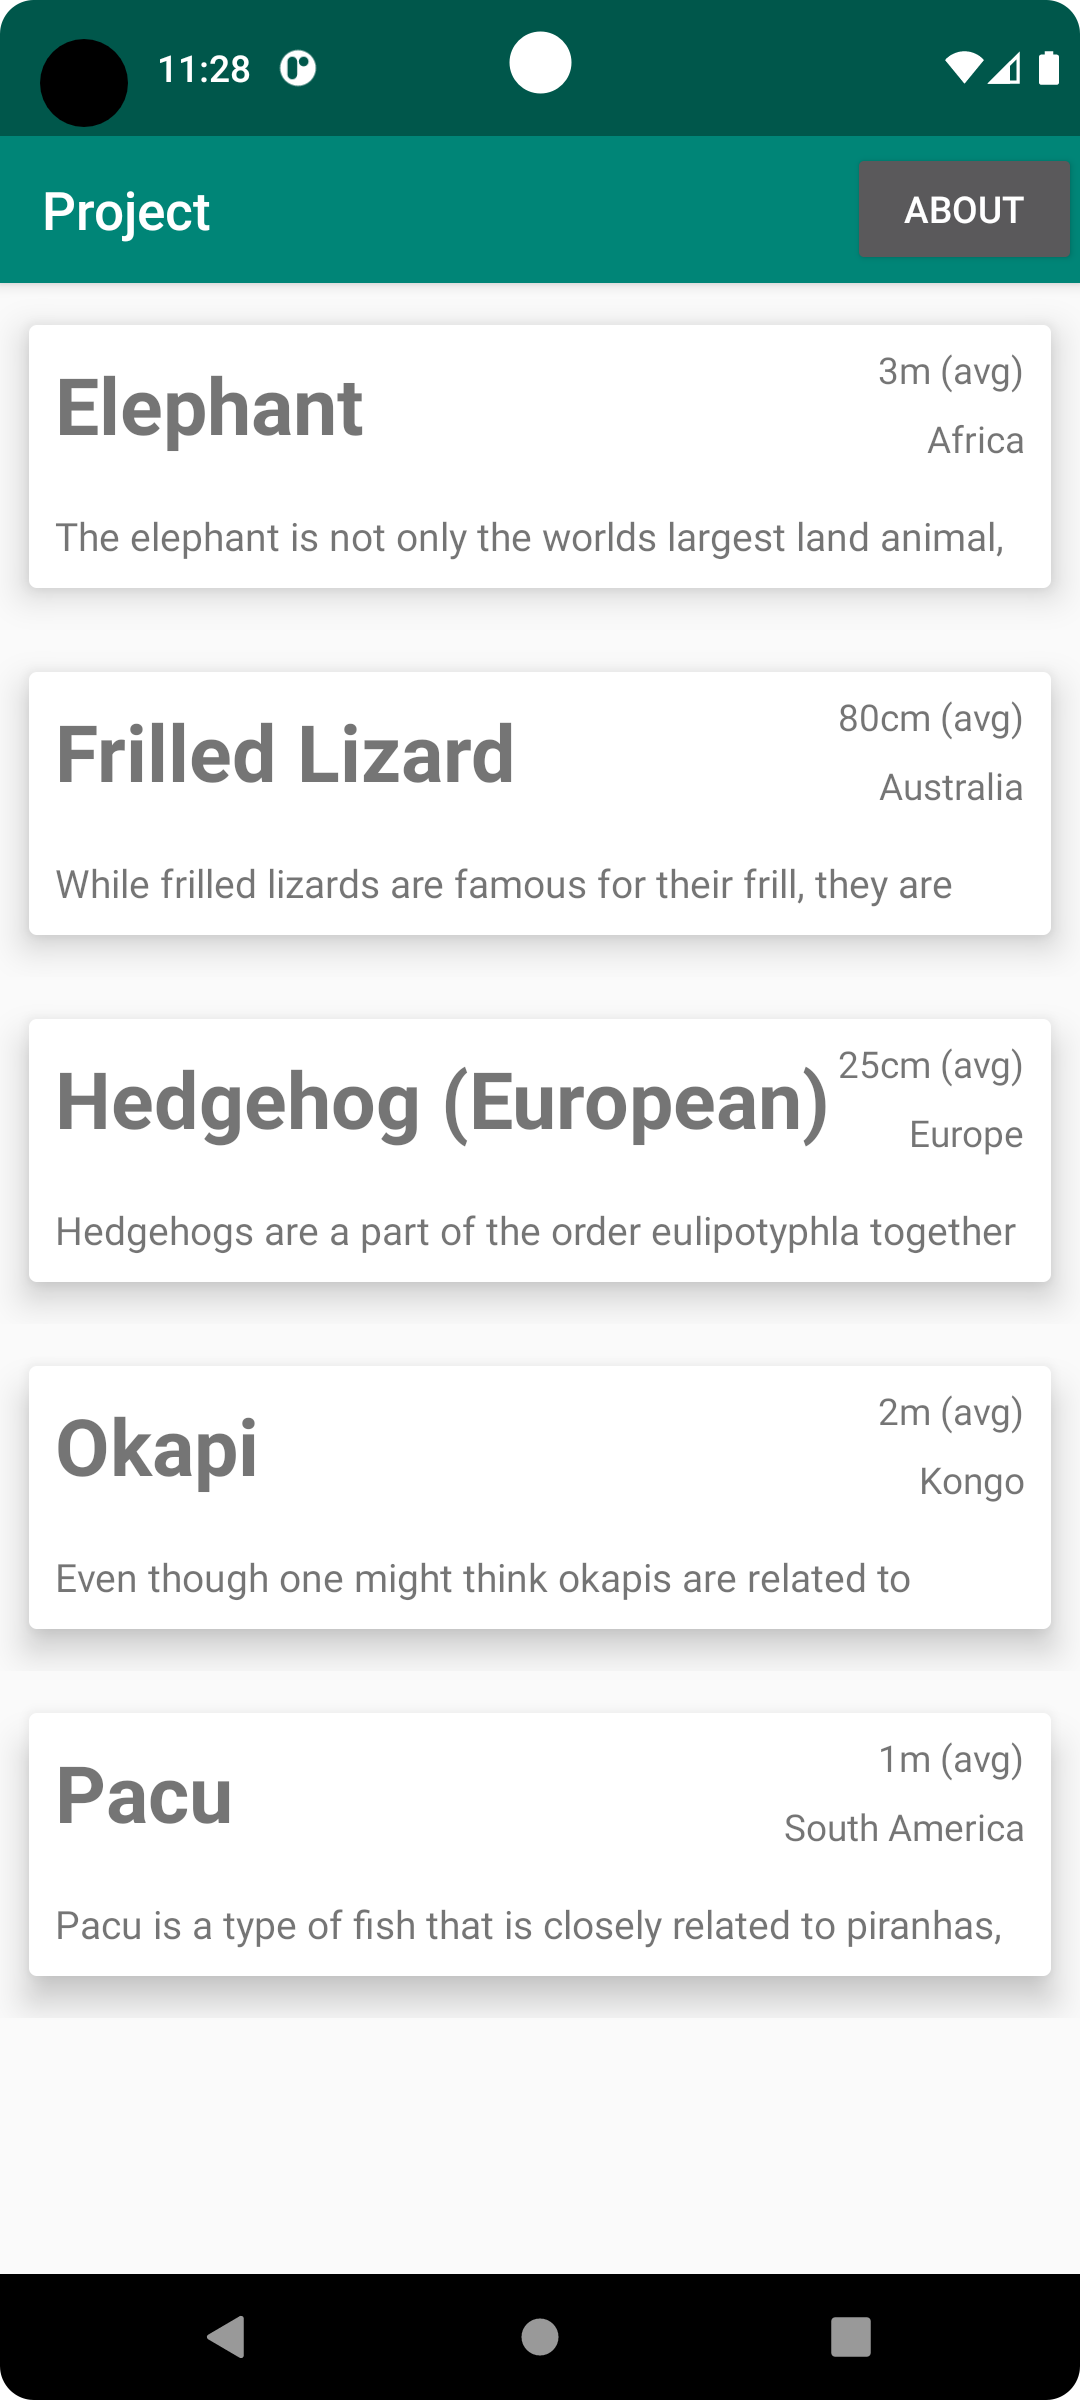 11:28
Project
ABOUT
Elephant
3m (avg)
Africa
The elephant is not only the worlds largest land animal,
Frilled Lizard
80cm (avg)
Australia
While frilled lizards are famous for their frill, they are
Hedgehog (European)
25cm (avg)
Europe
Hedgehogs are a part of the order eulipotyphla together
Okapi
2m (avg)
Kongo
Even though one might think okapis are related to
Pacu
1m (avg)
South America
Pacu is a type of fish that is closely related to piranhas,